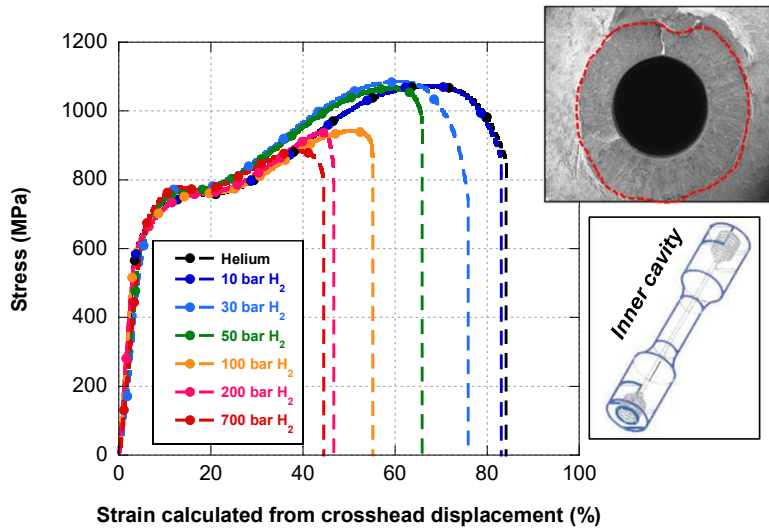 1200
1000
800
600
400
200
0
0 20 40 60 80 100
Stress (MPa)
Strain calculated from crosshead displacement (%)
Helium
10 bar H₂
30 bar H₂
50 bar H₂
100 bar H₂
200 bar H₂
700 bar H₂
Inner cavity